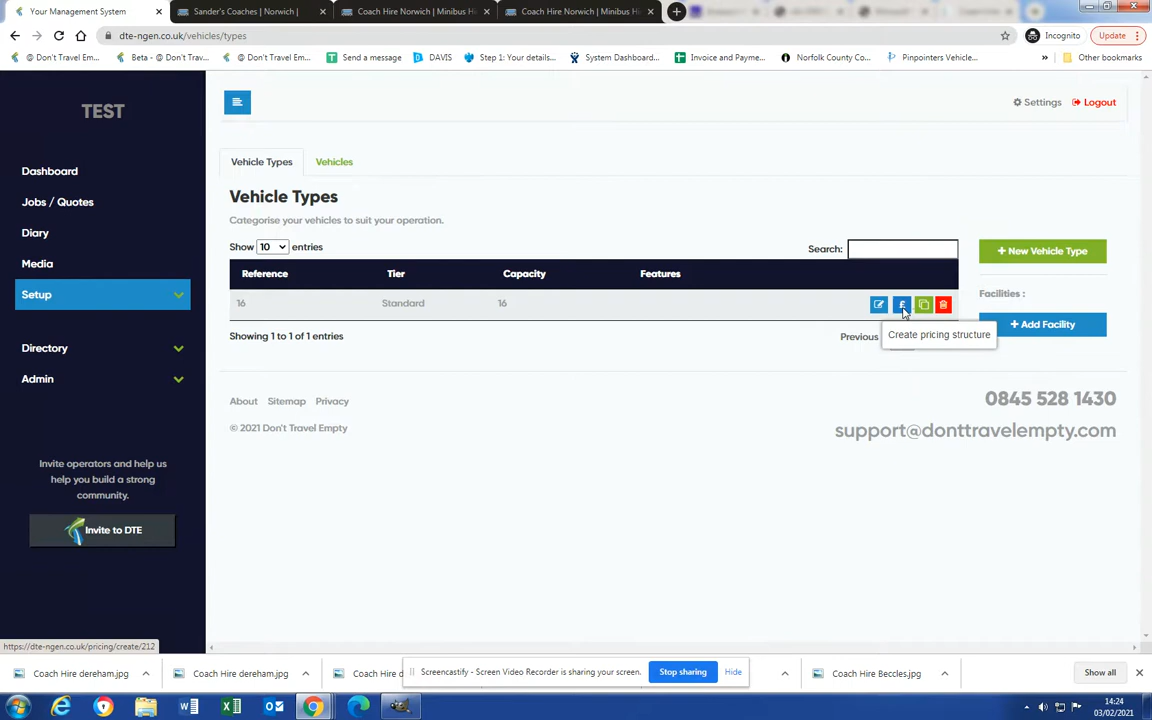 Your Management System
Sander's Coaches | Norwich |
Coach Hire Norwich | Minibus Hi
Coach Hire Norwich | Minibus Hi
dte-ngen.co.uk/vehicles/types
Incognito
Update
@ Don't Travel Em...
Beta - @ Don't Trav...
@ Don't Travel Em...
Send a message
DAVIS
Step 1: Your details...
System Dashboard...
Invoice and Payme...
Norfolk County Co...
Pinpointers Vehicle...
»
Other bookmarks
TEST
Settings
Logout
Dashboard
Jobs / Quotes
Diary
Media
Setup
Directory
Admin
Invite operators and help us
help you build a strong
community.
Invite to DTE
Vehicle Types
Vehicles
Vehicle Types
Categorise your vehicles to suit your operation.
Show 10 entries
Search:
+ New Vehicle Type
Reference Tier Capacity Features
Facilities :
16 Standard 16
£
+ Add Facility
Showing 1 to 1 of 1 entries
Previous
Create pricing structure
About Sitemap Privacy
0845 528 1430
© 2021 Don't Travel Empty
support@donttravelempty.com
https://dte-ngen.co.uk/pricing/create/212
Coach Hire dereham.jpg
Coach Hire dereham.jpg
Coach Hire d
Screencastify - Screen Video Recorder is sharing your screen.
Stop sharing
Hide
Coach Hire Beccles.jpg
Show all
14:24
03/02/2021